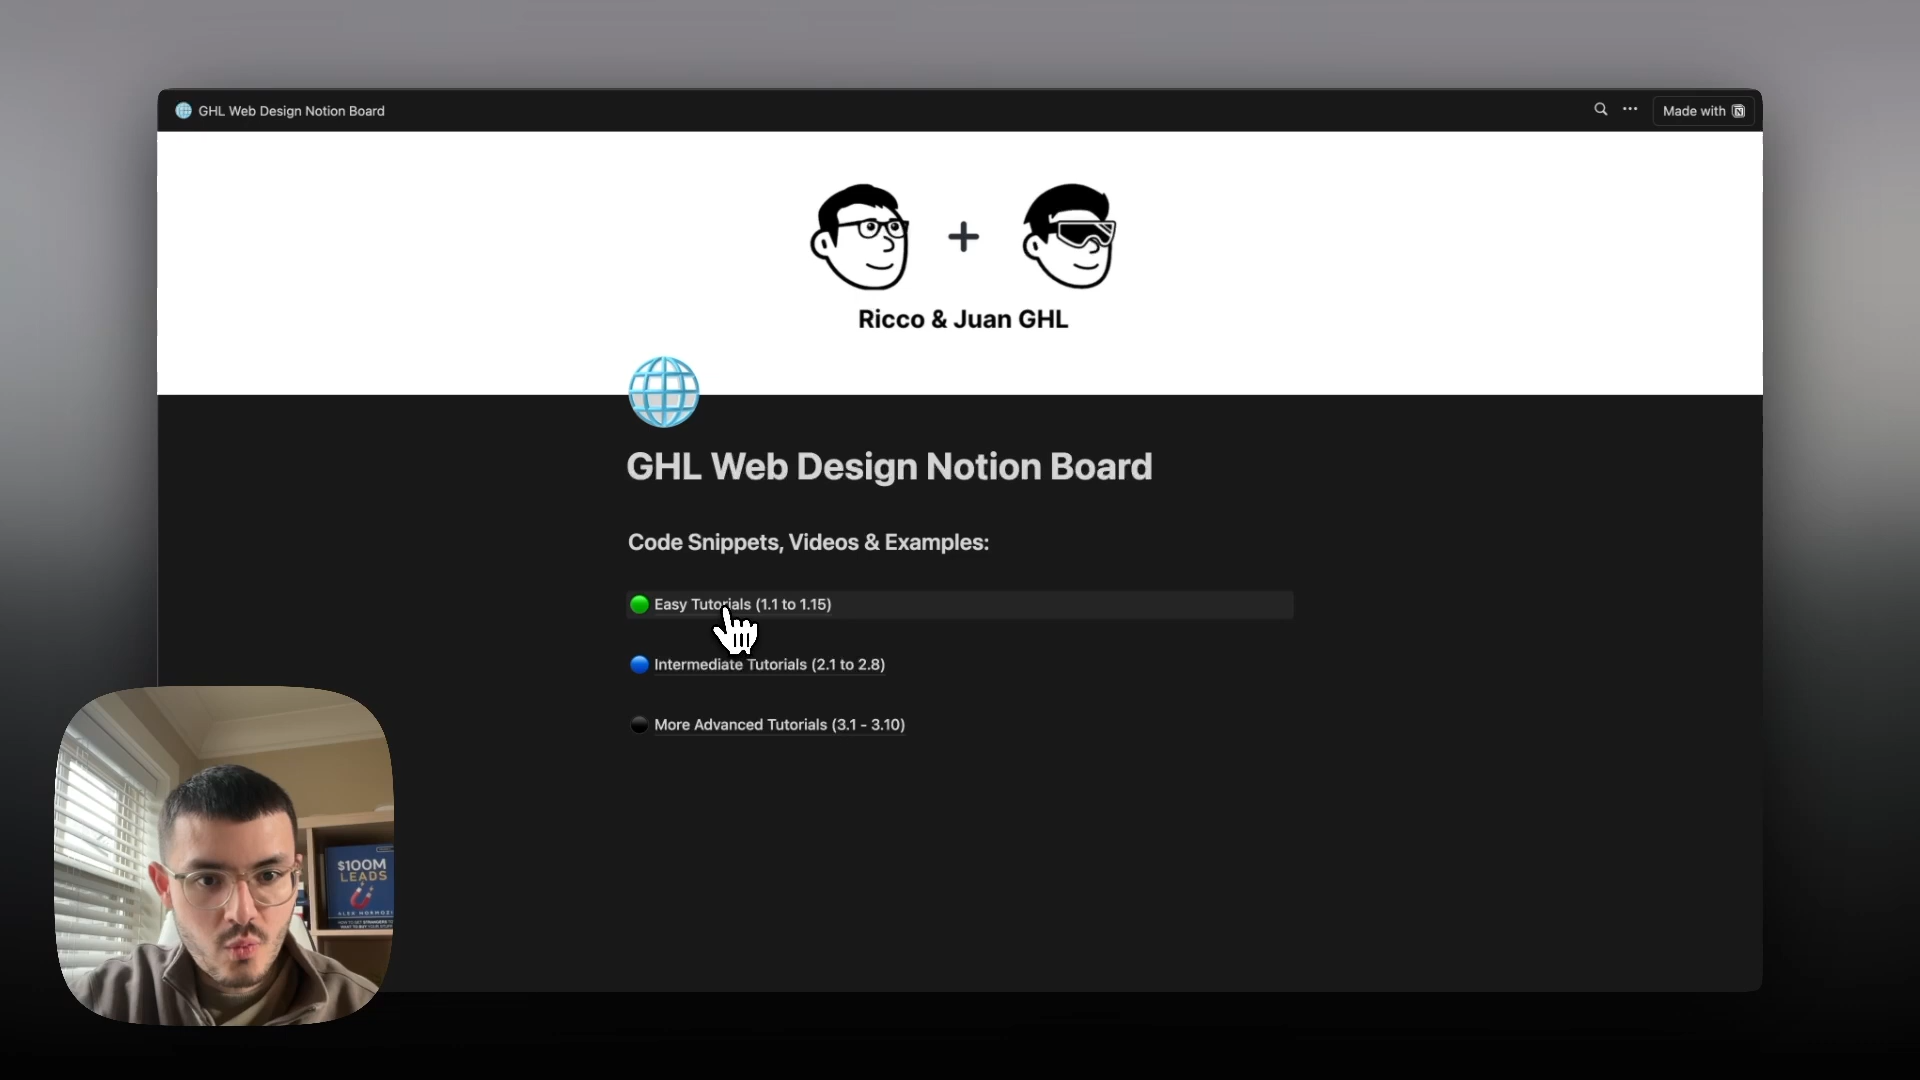 GHL Web Design Notion Board
Made with
Ricco & Juan GHL
GHL Web Design Notion Board
Code Snippets, Videos & Examples:
Easy Tutorials (1.1 to 1.15)
Intermediate Tutorials (2.1 to 2.8)
More Advanced Tutorials (3.1 - 3.10)
$100M
LEADS